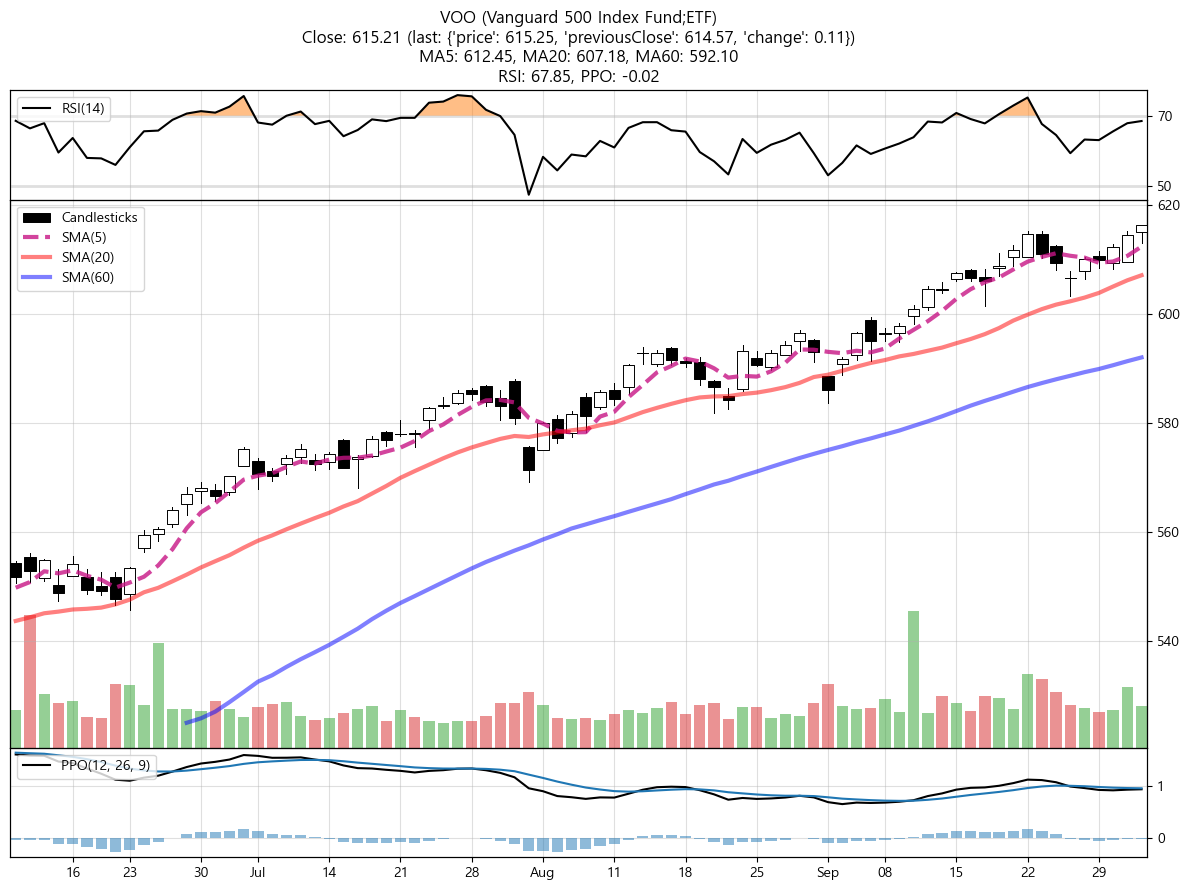 VOO (Vanguard 500 Index Fund;ETF)
Close: 615.21 (last: {'price': 615.25, 'previousClose': 614.57, 'change': 0.11})
MA5: 612.45, MA20: 607.18, MA60: 592.10
RSI: 67.85, PPO: -0.02
RSI(14)
70
50
Candlesticks
SMA(5)
SMA(20)
SMA(60)
620
600
580
560
540
PPO(12, 26, 9)
1
0
16 23 30 Jul 14 21 28 Aug 11 18 25 Sep 08 15 22 29